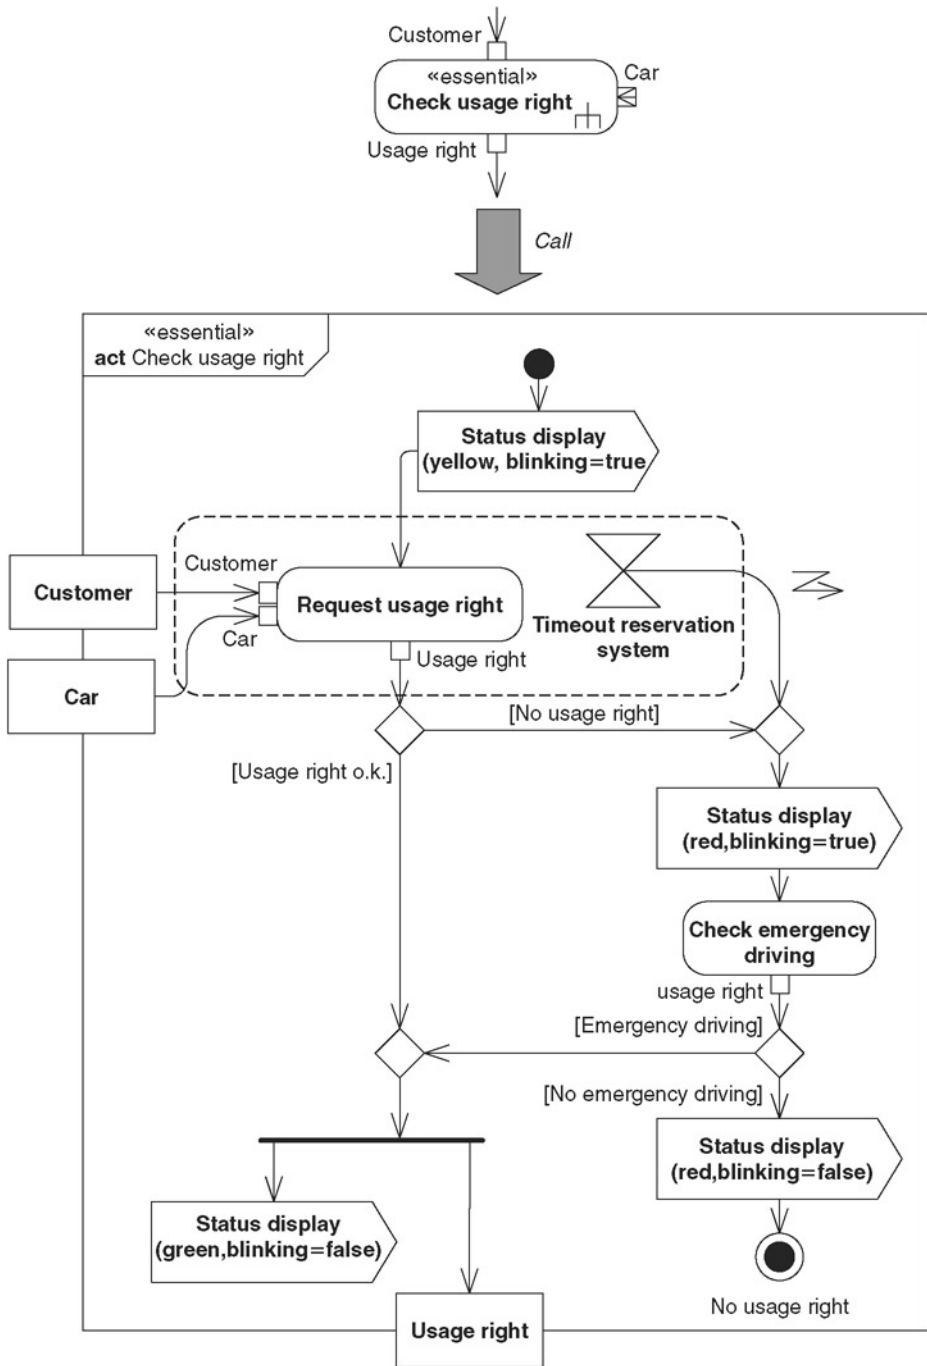 Customer
«essential»
Check usage right
Car
Usage right
Call
«essential»
act Check usage right
Status display
(yellow, blinking=true
Customer
Customer
Request usage right
Timeout reservation
system
Car
Car
Usage right
[No usage right]
[Usage right o.k.]
Status display
(red,blinking=true)
Check emergency
driving
usage right
[Emergency driving]
[No emergency driving]
Status display
(red,blinking=false)
Status display
(green,blinking=false)
No usage right
Usage right